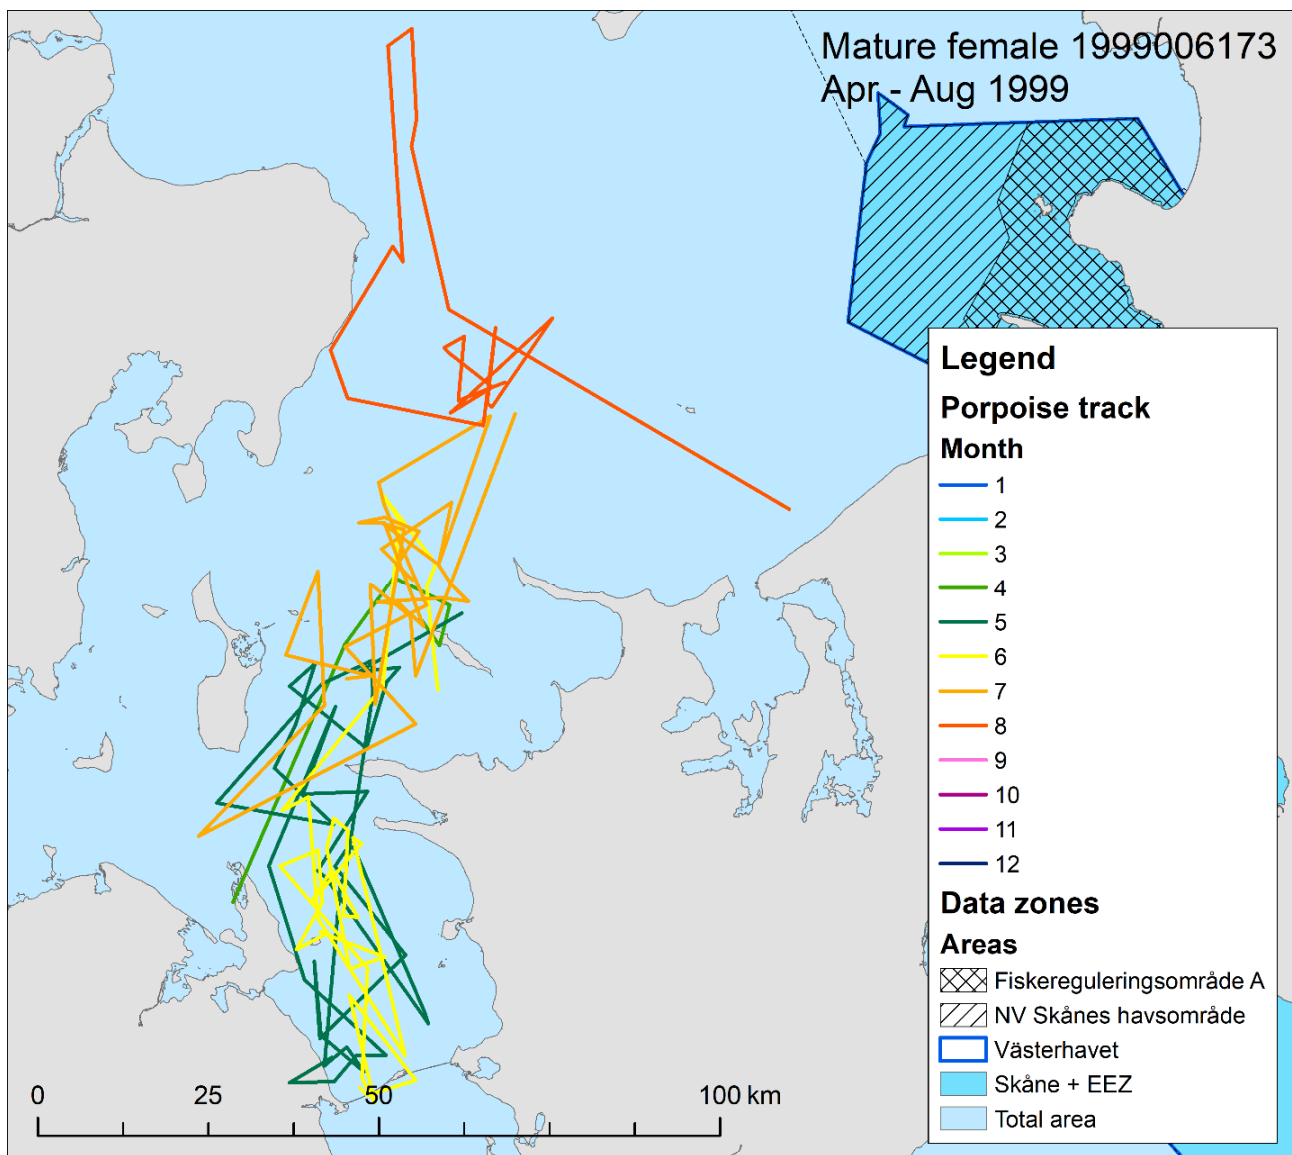 Mature female 1999006173
Apr - Aug 1999
Legend
Porpoise track
Month
1
2
3
4
5
6
7
8
9
10
11
12
Data zones
Areas
Fiskereguleringsområde A
NV Skånes havsområde
Västerhavet
Skåne + EEZ
Total area
0 25 50 100 km